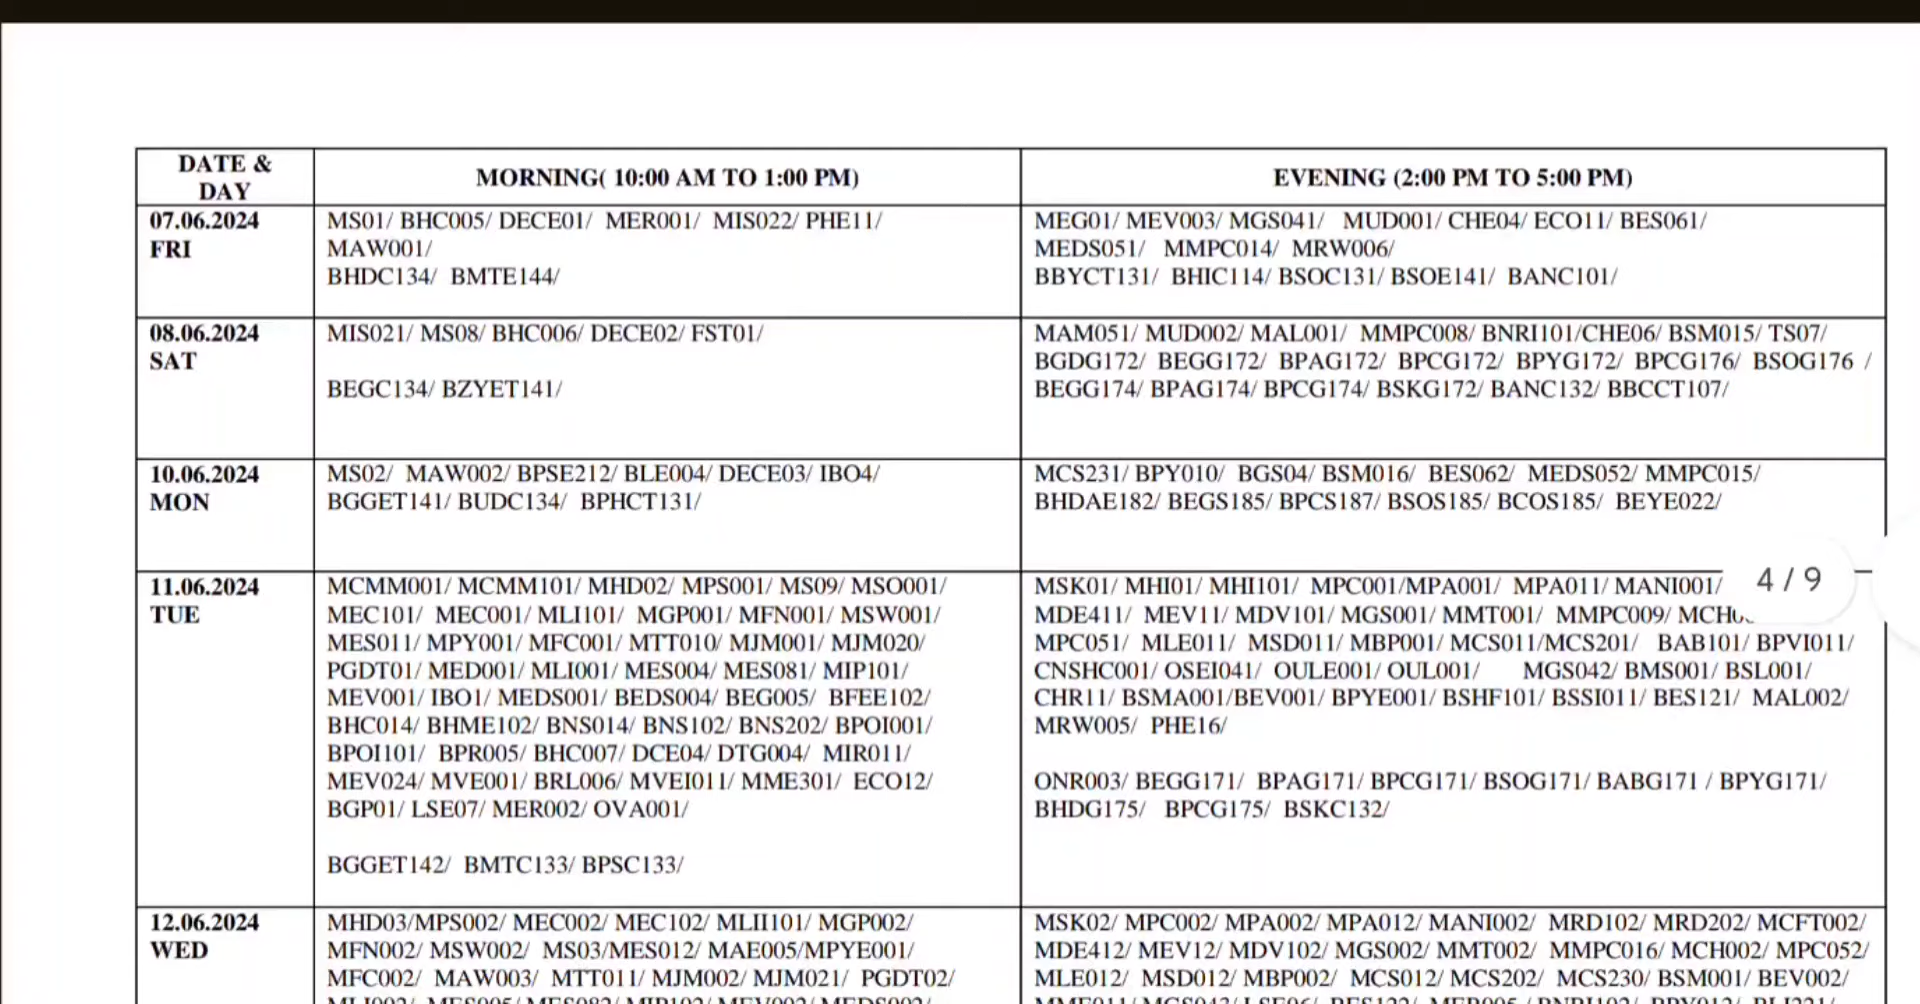 DATE &
DAY
MORNING( 10:00 AM TO 1:00 PM)
EVENING (2:00 PM TO 5:00 PM)
07.06.2024
FRI
MS01/ BHC005/ DECE01/ MER001/ MIS022/ PHE11/
MAW001/
BHDC134/ BMTE144/
MEG01/ MEV003/ MGS041/ MUD001/ CHE04/ ECO11/ BES061/
MEDS051/ MMPC014/ MRW006/
BBYCT131/ BHIC114/ BSOC131/ BSOE141/ BANC101/
08.06.2024
SAT
MIS021/ MS08/ BHC006/ DECE02/ FST01/
BEGC134/ BZYET141/
MAM051/ MUD002/ MAL001/ MMPC008/ BNRI101/CHE06/ BSM015/ TS07/
BGDG172/ BEGG172/ BPAG172/ BPCG172/ BPYG172/ BPCG176/ BSOG176 /
BEGG174/ BPAG174/ BPCG174/ BSKG172/ BANC132/ BBCCT107/
10.06.2024
MON
MS02/ MAW002/ BPSE212/ BLE004/ DECE03/ IBO4/
BGGET141/ BUDC134/ BPHCT131/
MCS231/ BPY010/ BGS04/ BSM016/ BES062/ MEDS052/ MMPC015/
BHDAE182/ BEGS185/ BPCS187/ BSOS185/ BCOS185/ BEYE022/
4 / 9
11.06.2024
TUE
MCMM001/ MCMM101/ MHD02/ MPS001/ MS09/ MSO001/
MEC101/ MEC001/ MLI101/ MGP001/ MFN001/ MSW001/
MES011/ MPY001/ MFC001/ MTT010/ MJM001/ MJM020/
PGDT01/ MED001/ MLI001/ MES004/ MES081/ MIP101/
MEV001/ IBO1/ MEDS001/ BEDS004/ BEG005/ BFEE102/
BHC014/ BHME102/ BNS014/ BNS102/ BNS202/ BPOI001/
BPOI101/ BPR005/ BHC007/ DCE04/ DTG004/ MIR011/
MEV024/ MVE001/ BRL006/ MVEI011/ MME301/ ECO12/
BGP01/ LSE07/ MER002/ OVA001/
BGGET142/ BMTC133/ BPSC133/
MSK01/ MHI01/ MHI101/ MPC001/MPA001/ MPA011/ MANI001/
MDE411/ MEV11/ MDV101/ MGS001/ MMT001/ MMPC009/
MPC051/ MLE011/ MSD011/ MBP001/ MCS011/MCS201/ BAB101/ BPVI011/
CNSHC001/ OSEI041/ OULE001/ OUL001/ MGS042/ BMS001/ BSL001/
CHR11/ BSMA001/BEV001/ BPYE001/ BSHF101/ BSSI011/ BES121/ MAL002/
MRW005/ PHE16/
ONR003/ BEGG171/ BPAG171/ BPCG171/ BSOG171/ BABG171 / BPYG171/
BHDG175/ BPCG175/ BSKC132/
12.06.2024
WED
MHD03/MPS002/ MEC002/ MEC102/ MLII101/ MGP002/
MFN002/ MSW002/ MS03/MES012/ MAE005/MPYE001/
MFC002/ MAW003/ MTT011/ MJM002/ MJM021/ PGDT02/
MSK02/ MPC002/ MPA002/ MPA012/ MANI002/ MRD102/ MRD202/ MCFT002/
MDE412/ MEV12/ MDV102/ MGS002/ MMT002/ MMPC016/ MCH002/ MPC052/
MLE012/ MSD012/ MBP002/ MCS012/ MCS202/ MCS230/ BSM001/ BEV002/